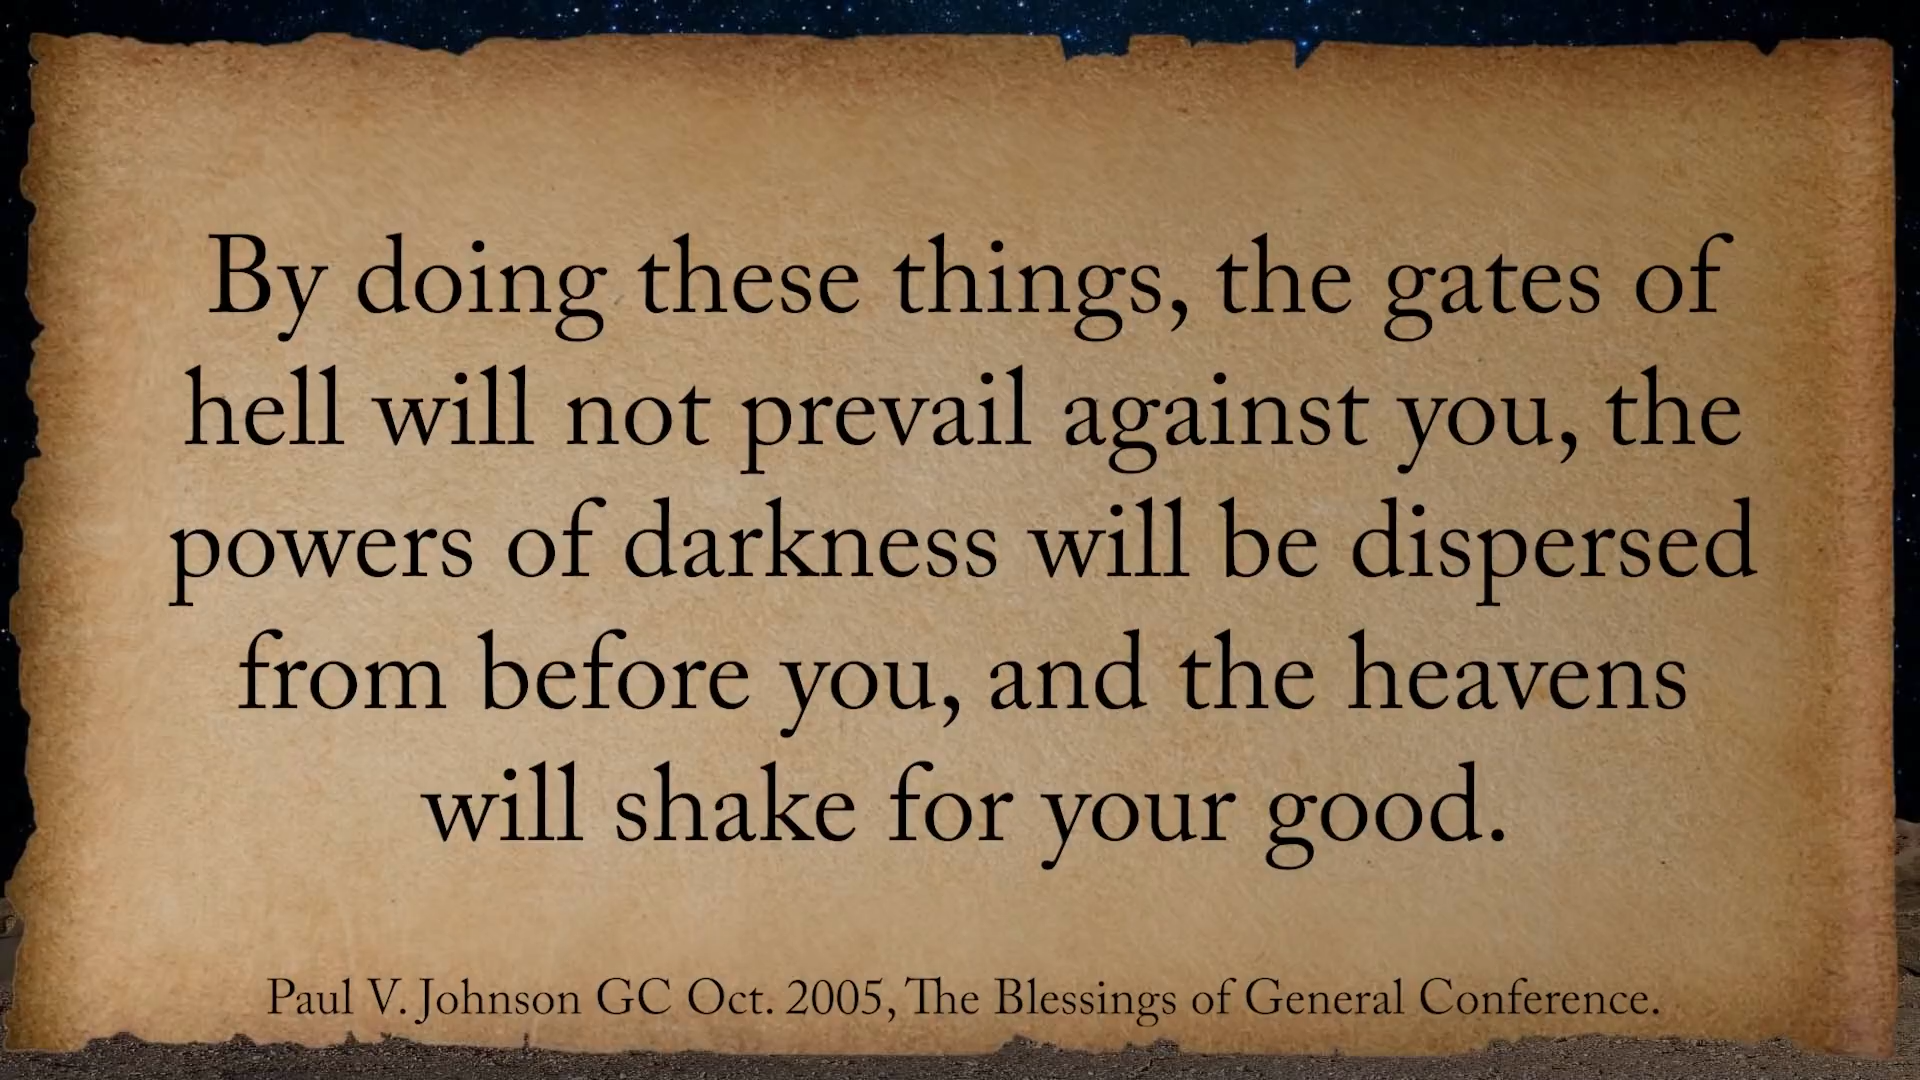 By doing these things, the gates of
hell will not prevail against you, the
powers of darkness will be dispersed
from before you, and the heavens
will shake for your good.
Paul V. Johnson GC Oct. 2005, The Blessings of General Conference.